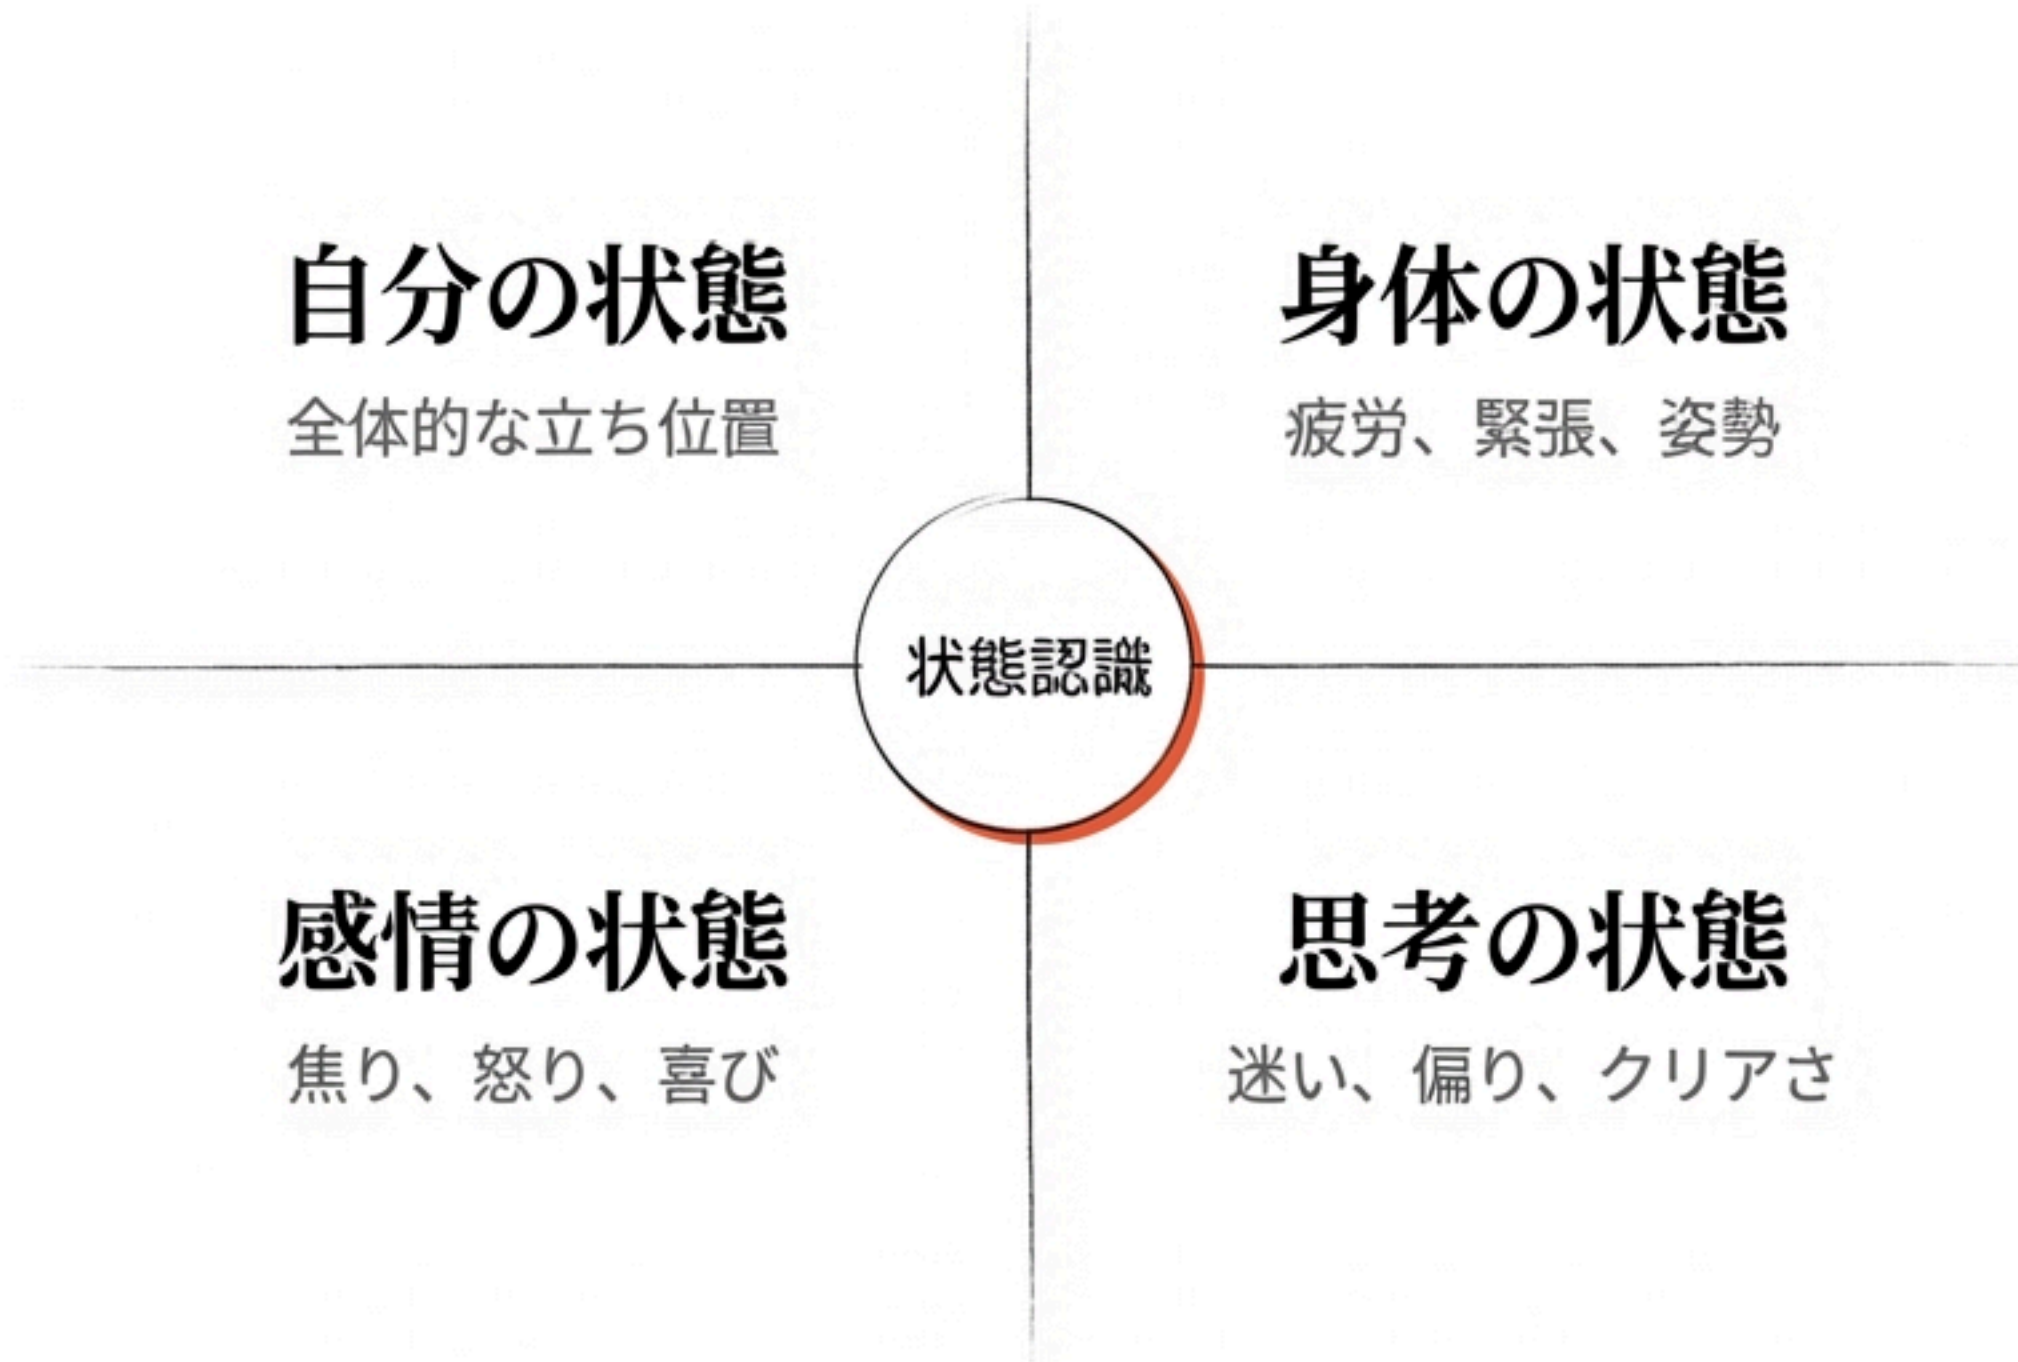 自分の状態
全体的な立ち位置
身体の状態
疲労、緊張、姿勢
状態認識
感情の状態
焦り、怒り、喜び
思考の状態
迷い、偏り、クリアさ